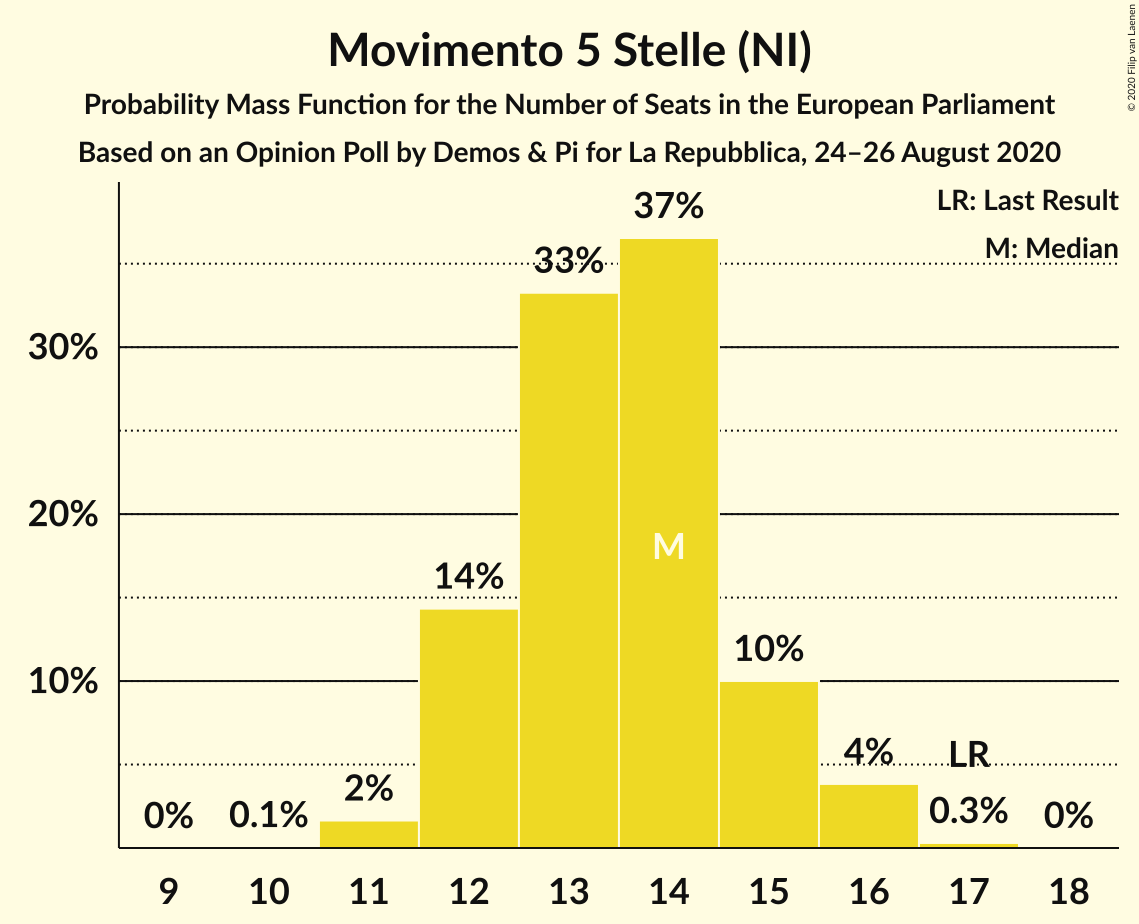 Movimento 5 Stelle (NI)
Probability Mass Function for the Number of Seats in the European Parliament
Based on an Opinion Poll by Demos & Pi for La Repubblica, 24–26 August 2020
© 2020 Filip van Laenen
LR: Last Result
M: Median
37%
33%
30%
M
20%
14%
10%
10%
4%
LR
2%
0%
0.1%
0.3%
0%
9 10 11 12 13 14 15 16 17 18